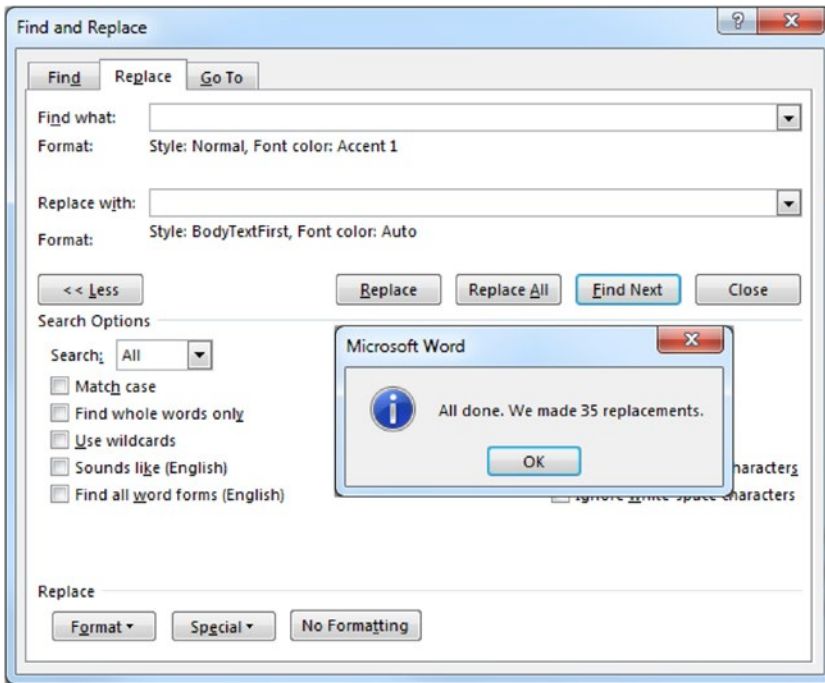 Find and Replace
?
Find Replace Go To
Find what:
Format: Style: Normal, Font color: Accent 1
Replace with:
Format: Style: BodyTextFirst, Font color: Auto
<< Less Replace Replace All Find Next Close
Search Options
Search: All
Match case
Find whole words only
Use wildcards
Sounds like (English)
Find all word forms (English)
Microsoft Word
All done. We made 35 replacements.
OK
characters
characters
Replace
Format Special No Formatting